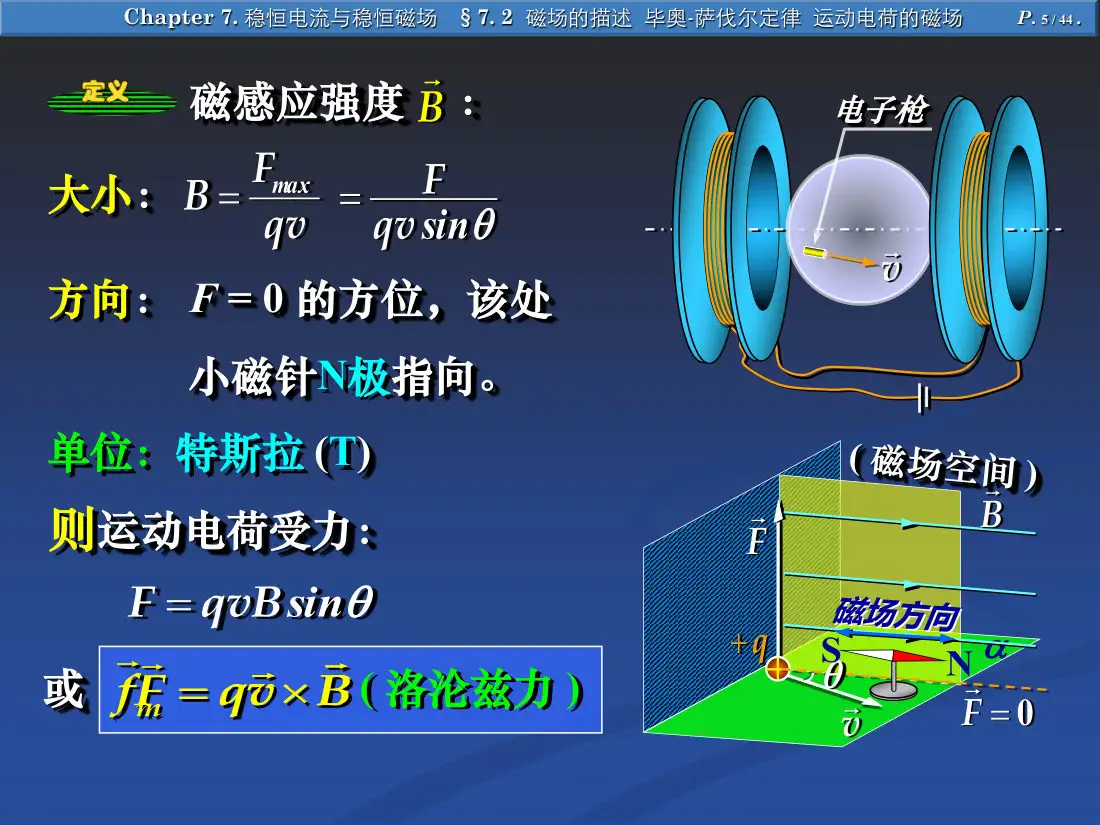 Chapter 7. 稳恒电流与稳恒磁场 §7. 2 磁场的描述 毕奥-萨伐尔定律 运动电荷的磁场 P. 5 / 44 .
定义 磁感应强度 B⃗ :
大小: B = F_max / qv = F / qv sinθ
方向: F = 0 的方位，该处
小磁针N极指向。
单位: 特斯拉 (T)
则运动电荷受力:
F = qvB sinθ
或 f⃗F⃗_m = qv⃗ × B⃗ ( 洛沦兹力 )
电子枪
v⃗
( 磁场空间 )
B⃗
F⃗
磁场方向
+q
S
N
α
θ
v⃗
F⃗ = 0